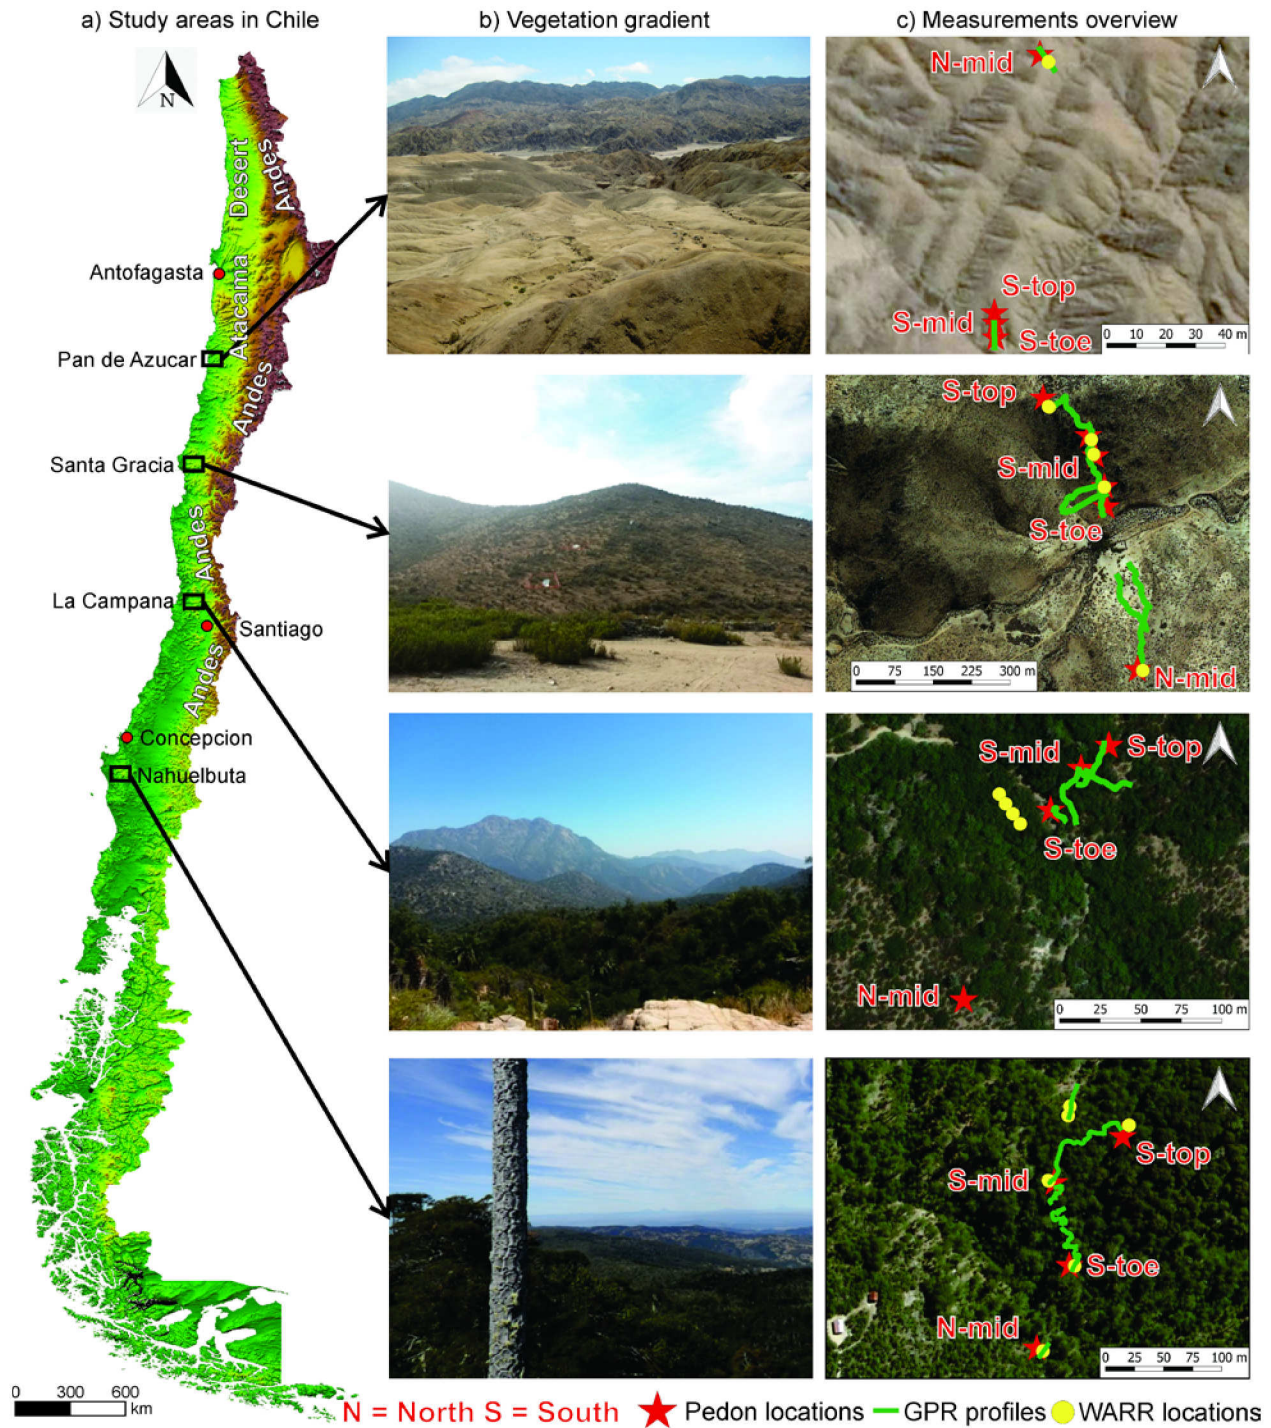 a) Study areas in Chile
b) Vegetation gradient
c) Measurements overview
N
Desert
Andes
Atacama
Antofagasta
Pan de Azucar
Andes
Santa Gracia
Andes
La Campana
Santiago
Andes
Concepcion
Nahuelbuta
0 300 600
km
N-mid
S-top
S-mid
S-toe
0 10 20 30 40 m
S-top
S-mid
S-toe
N-mid
0 75 150 225 300 m
S-mid
S-top
S-toe
N-mid
0 25 50 75 100 m
S-top
S-mid
S-toe
N-mid
0 25 50 75 100 m
N = North S = South
Pedon locations
GPR profiles
WARR locations